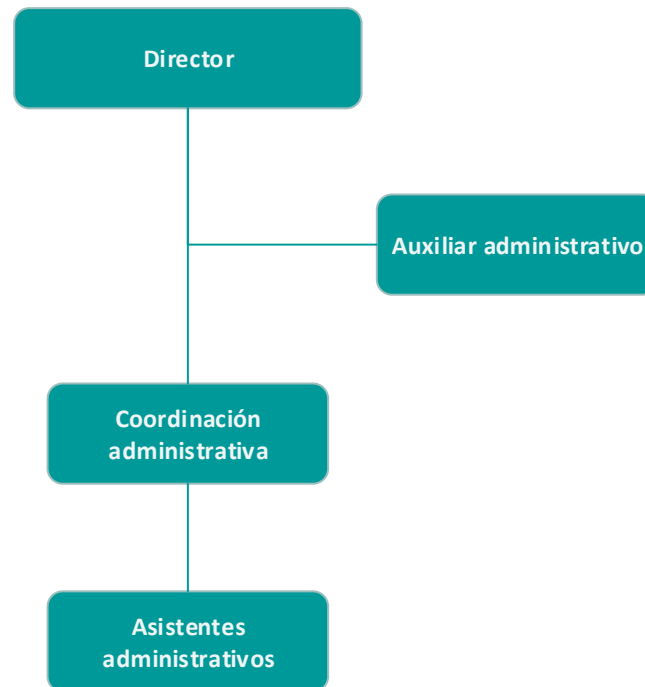 Director
Auxiliar administrativo
Coordinación
administrativa
Asistentes
administrativos